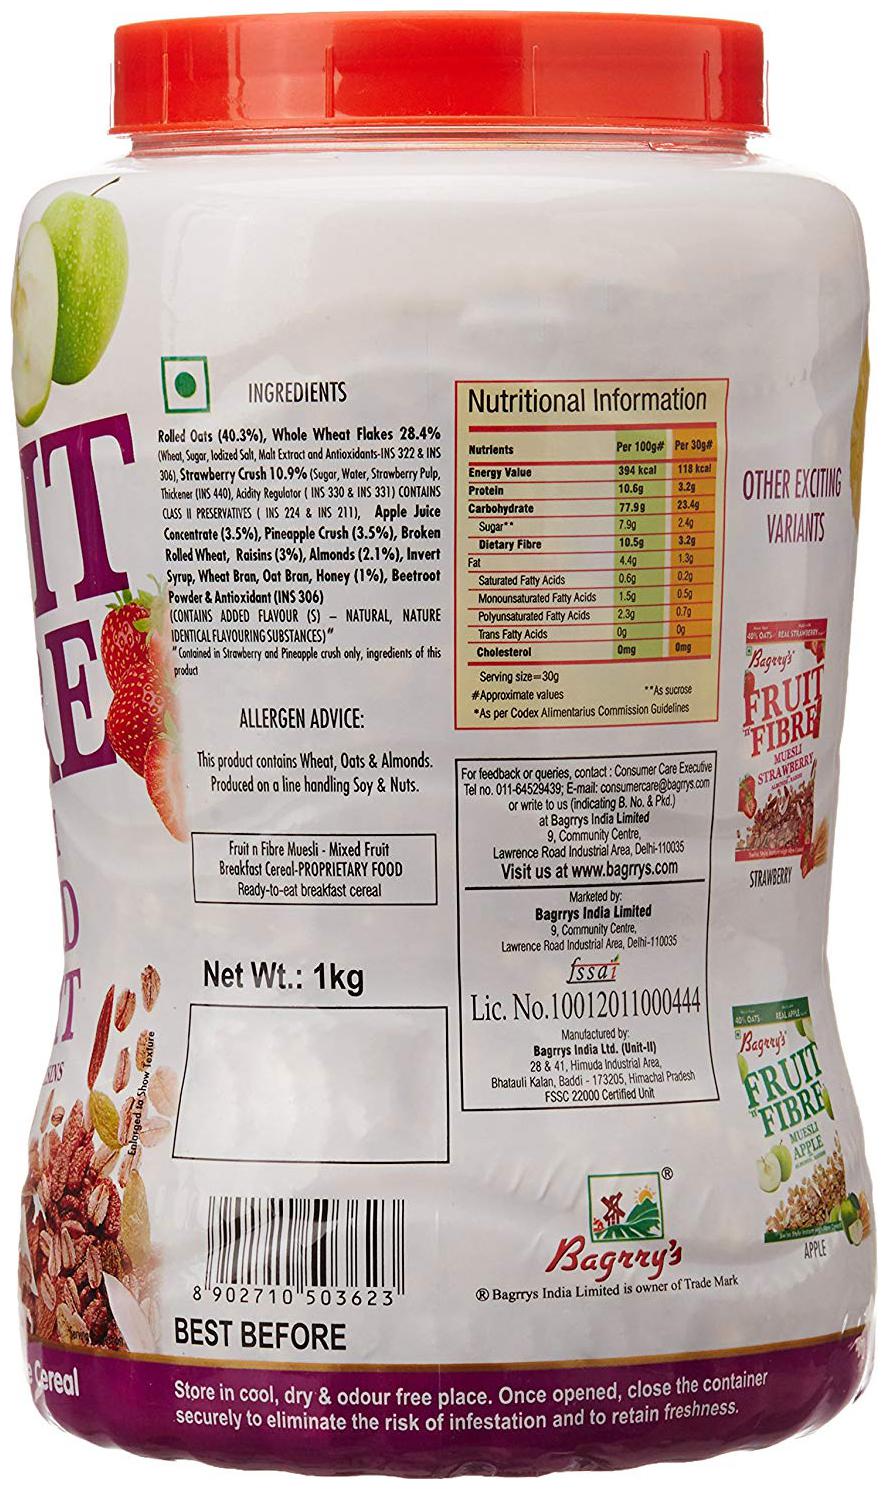 IT
RE
D
T
INGREDIENTS
Rolled Oats (40.3%), Whole Wheat Flakes 28.4%
(Wheat, Sugar, Iodized Salt, Malt Extract and Antioxidants-INS 322 & INS
306), Strawberry Crush 10.9% (Sugar, Water, Strawberry Pulp,
Thickener (INS 440), Acidity Regulator ( INS 330 & INS 331) CONTAINS
CLASS II PRESERVATIVES ( INS 224 & INS 211), Apple Juice
Concentrate (3.5%), Pineapple Crush (3.5%), Broken
Rolled Wheat, Raisins (3%), Almonds (2.1%), Invert
Syrup, Wheat Bran, Oat Bran, Honey (1%), Beetroot
Powder & Antioxidant (INS 306)
(CONTAINS ADDED FLAVOUR (S) – NATURAL, NATURE
IDENTICAL FLAVOURING SUBSTANCES)"
"Contained in Strawberry and Pineapple crush only, ingredients of this
product
ALLERGEN ADVICE:
This product contains Wheat, Oats & Almonds.
Produced on a line handling Soy & Nuts.
Fruit n Fibre Muesli - Mixed Fruit
Breakfast Cereal-PROPRIETARY FOOD
Ready-to-eat breakfast cereal
Net Wt.: 1kg
Enlarged to Show Texture
8 902710 503623
BEST BEFORE
Nutritional Information
Nutrients Per 100g# Per 30g#
Energy Value 394 kcal 118 kcal
Protein 10.6g 3.2g
Carbohydrate 77.9g 23.4g
Sugar** 7.9g 2.4g
Dietary Fibre 10.5g 3.2g
Fat 4.4g 1.3g
Saturated Fatty Acids 0.6g 0.2g
Monounsaturated Fatty Acids 1.5g 0.5g
Polyunsaturated Fatty Acids 2.3g 0.7g
Trans Fatty Acids 0g 0g
Cholesterol 0mg 0mg
Serving size=30g
#Approximate values **As sucrose
*As per Codex Alimentarius Commission Guidelines
For feedback or queries, contact : Consumer Care Executive
Tel no. 011-64529439; E-mail: consumercare@bagrrys.com
or write to us (indicating B. No. & Pkd.)
at Bagrrys India Limited
9, Community Centre,
Lawrence Road Industrial Area, Delhi-110035
Visit us at www.bagrrys.com
Marketed by:
Bagrrys India Limited
9, Community Centre,
Lawrence Road Industrial Area, Delhi-110035
fssai
Lic. No.10012011000444
Manufactured by:
Bagrrys India Ltd. (Unit-II)
28 & 41, Himuda Industrial Area,
Bhatauli Kalan, Baddi - 173205, Himachal Pradesh
FSSC 22000 Certified Unit
®
Bagrry's
® Bagrrys India Limited is owner of Trade Mark
OTHER EXCITING
VARIANTS
40% OATS REAL STRAWBERRY
Bagrry's
FRUIT
'n'
FIBRE
MUESLI
STRAWBERRY
STRAWBERRY
40% OATS REAL APPLE
Bagrry's
FRUIT
'n'
FIBRE
MUESLI
APPLE
APPLE
Cereal
Store in cool, dry & odour free place. Once opened, close the container
securely to eliminate the risk of infestation and to retain freshness.